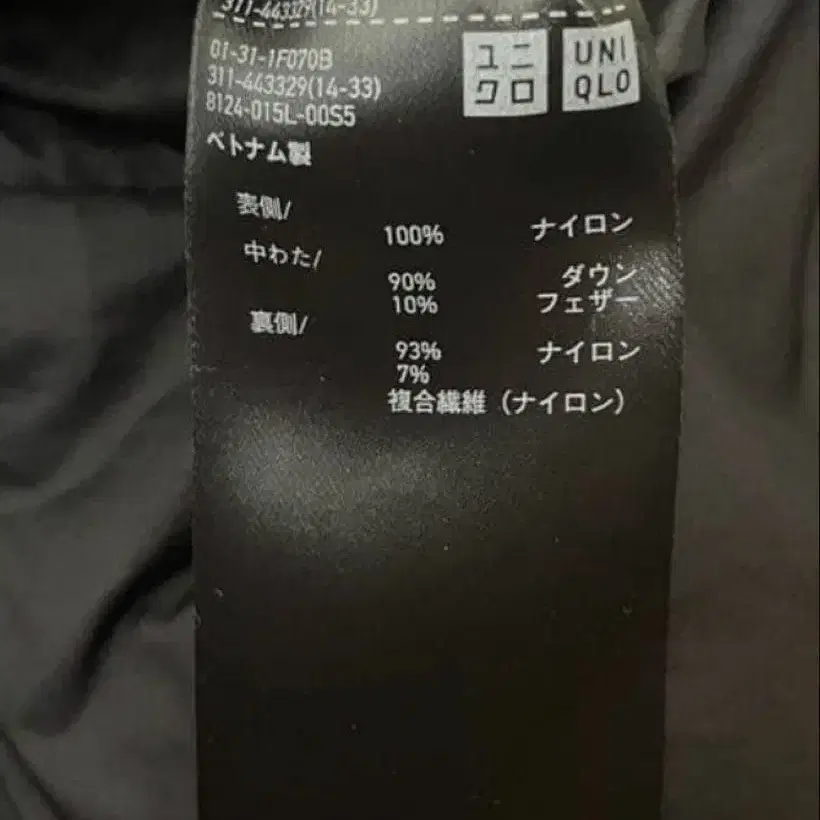 311-443329(14-33)
ユニ
クロ
UNI
QLO
01-31-1F070B
311-443329(14-33)
8124-015L-00S5
ベトナム製
表側/
100% ナイロン
中わた/
90% ダウン
10% フェザー
裏側/
93% ナイロン
7%
複合繊維（ナイロン）